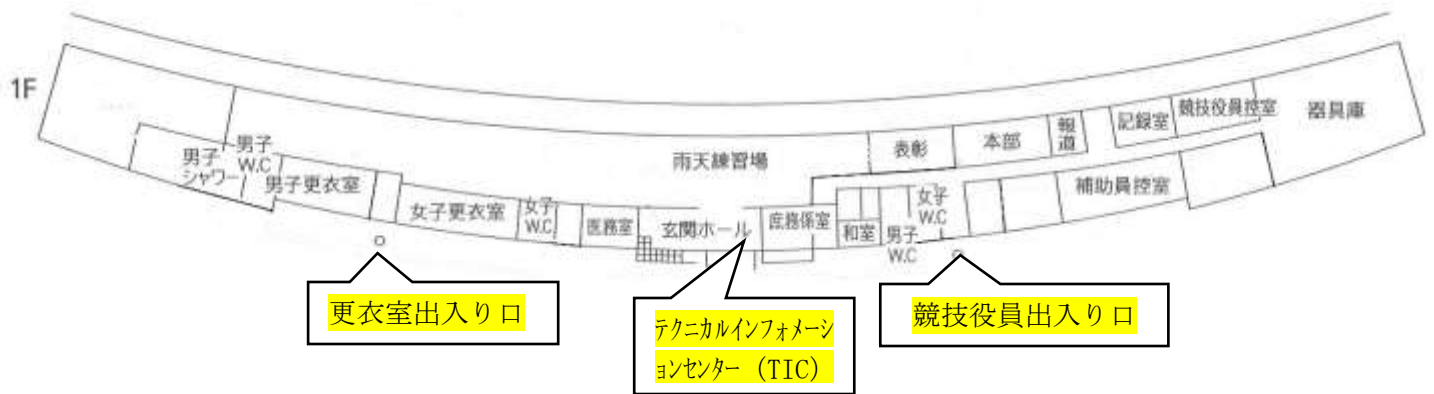 1F
男子
シャワー
男子
W.C
男子更衣室
女子更衣室
女子
W.C
医務室
玄関ホール
雨天練習場
庶務係室
和室
男子
W.C
女子
W.C
表彰
本部
報
道
記録室
競技役員控室
補助員控室
器具庫
更衣室出入り口
テクニカルインフォメーシ
ョンセンター（TIC）
競技役員出入り口